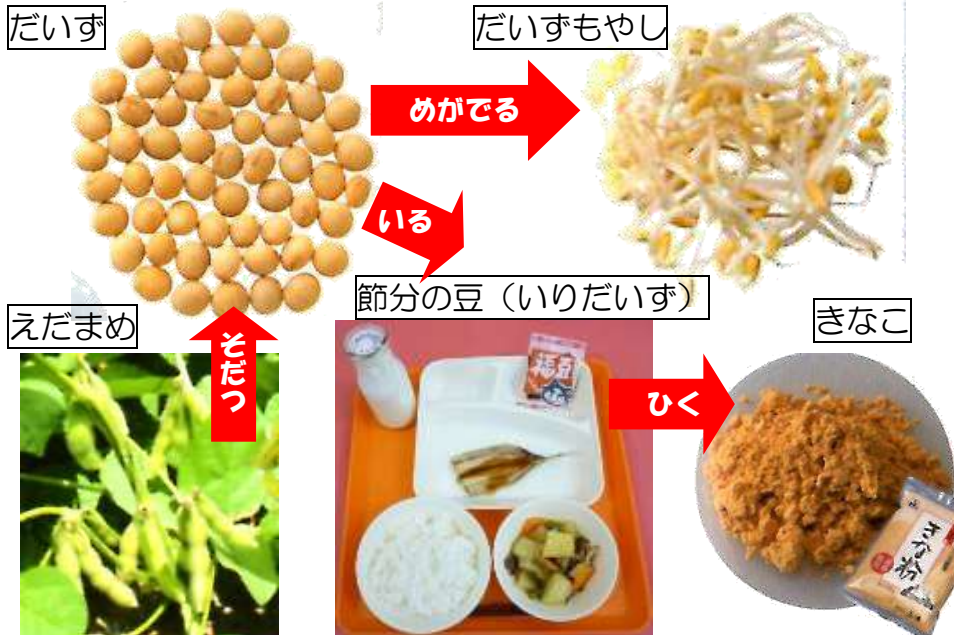 だいず
だいずもやし
めがでる
いる
節分の豆（いりだいず）
えだまめ
そだつ
きなこ
ひく
福豆
きな粉